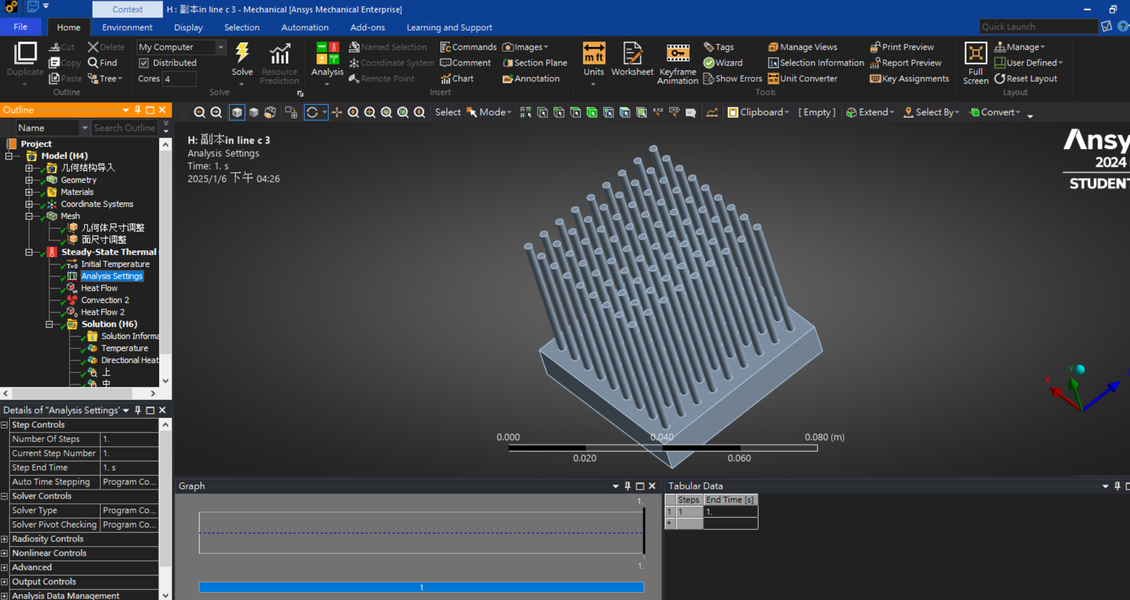 Context
H : 副本in line c 3 - Mechanical [Ansys Mechanical Enterprise]
File Home Environment Display Selection Automation Add-ons Learning and Support
Quick Launch
Duplicate
Cut
Copy
Paste
Delete
Find
Tree
Outline
My Computer
Distributed
Cores 4
Solve
Resource Prediction
Solve
Analysis
Named Selection
Coordinate System
Remote Point
Commands
Comment
Chart
Images
Section Plane
Annotation
Insert
Units
Worksheet
Keyframe Animation
Tags
Wizard
Show Errors
Manage Views
Selection Information
Unit Converter
Print Preview
Report Preview
Key Assignments
Tools
Full Screen
Manage
User Defined
Reset Layout
Layout
Outline
Name Search Outline
Select Mode Clipboard [ Empty ] Extend Select By Convert
Project
Model (H4)
几何结构导入
Geometry
Materials
Coordinate Systems
Mesh
几何体尺寸调整
面尺寸调整
Steady-State Thermal
Initial Temperature
Analysis Settings
Heat Flow
Convection 2
Heat Flow 2
Solution (H6)
Solution Informa
Temperature
Directional Heat
上
中
H: 副本in line c 3
Analysis Settings
Time: 1. s
2025/1/6 下午 04:26
Ansy
2024
STUDENT
0.000 0.040 0.080 (m)
0.020 0.060
X
Y
Details of "Analysis Settings"
Step Controls
Number Of Steps 1.
Current Step Number 1.
Step End Time 1. s
Auto Time Stepping Program Co...
Solver Controls
Solver Type Program Co...
Solver Pivot Checking Program Co...
Radiosity Controls
Nonlinear Controls
Advanced
Output Controls
Analysis Data Management
Graph
1.
1.
1
Tabular Data
Steps End Time [s]
1 1 1.
*